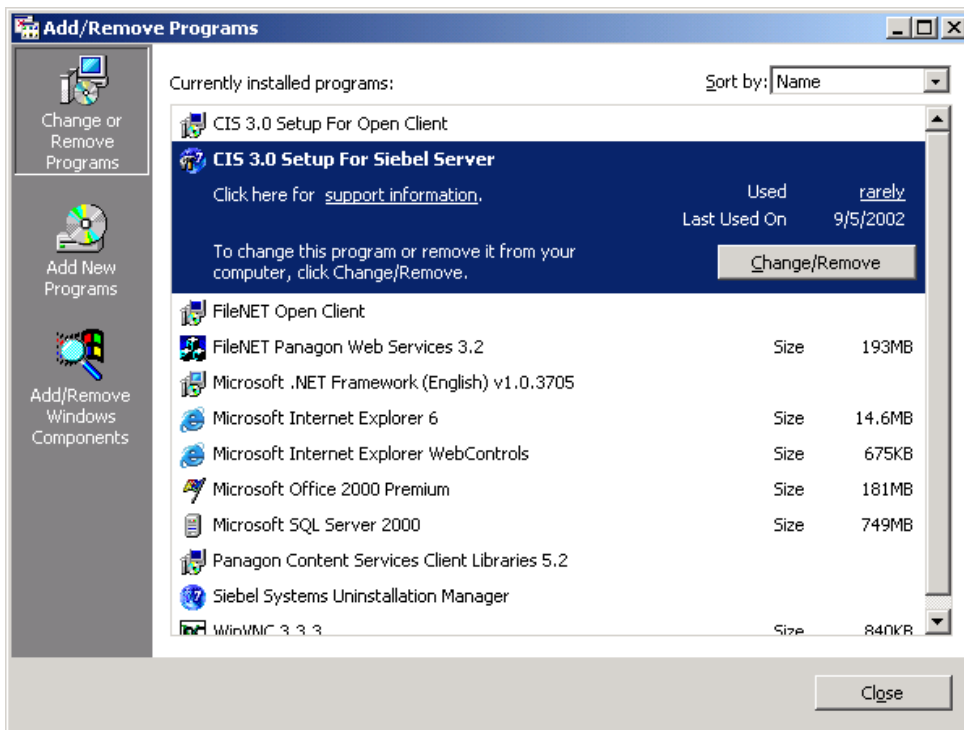 Add/Remove Programs
Change or
Remove
Programs
Add New
Programs
Add/Remove
Windows
Components
Currently installed programs:
Sort by: Name
CIS 3.0 Setup For Open Client
CIS 3.0 Setup For Siebel Server
Click here for support information.
Used rarely
Last Used On 9/5/2002
To change this program or remove it from your
computer, click Change/Remove.
Change/Remove
FileNET Open Client
FileNET Panagon Web Services 3.2 Size 193MB
Microsoft .NET Framework (English) v1.0.3705
Microsoft Internet Explorer 6 Size 14.6MB
Microsoft Internet Explorer WebControls Size 675KB
Microsoft Office 2000 Premium Size 181MB
Microsoft SQL Server 2000 Size 749MB
Panagon Content Services Client Libraries 5.2
Siebel Systems Uninstallation Manager
WinVNC 3.3.3 Size 840KB
Close